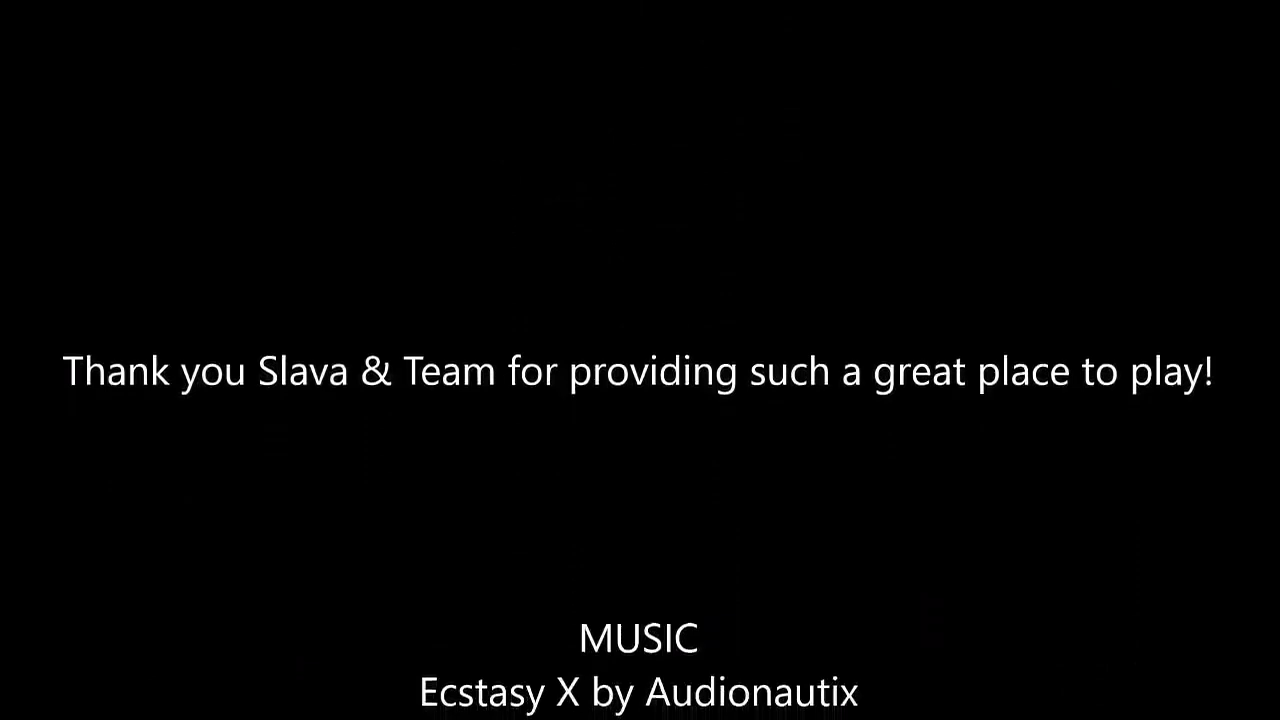 Thank you Slava & Team for providing such a great place to play!
MUSIC
Ecstasy X by Audionautix